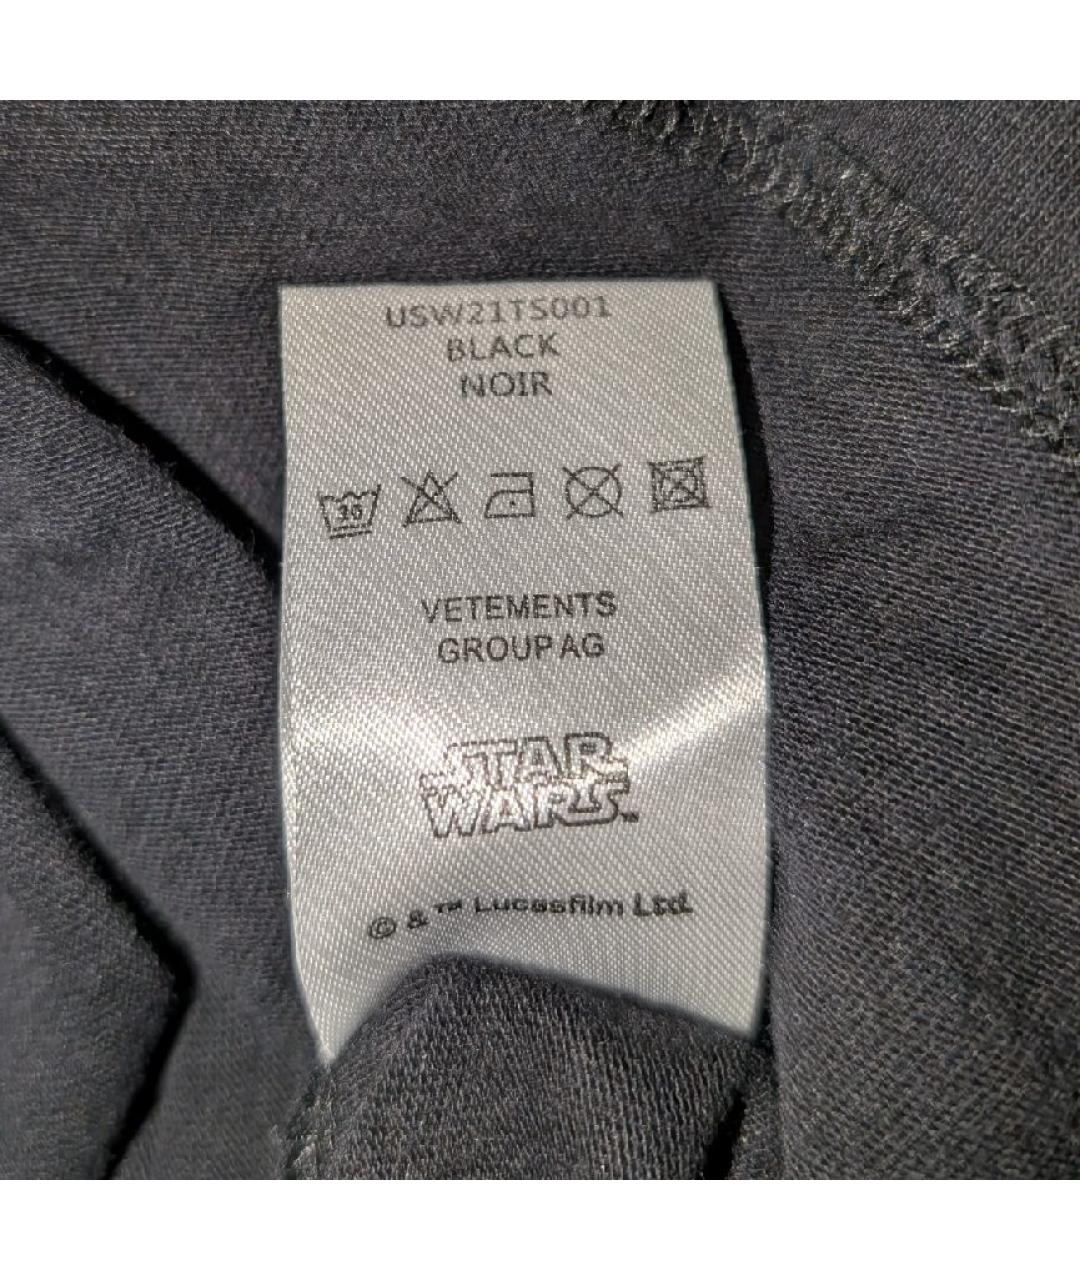 USW21TS001
BLACK
NOIR
30
VETEMENTS
GROUP AG
STAR
WARS
© & ™ Lucasfilm Ltd.